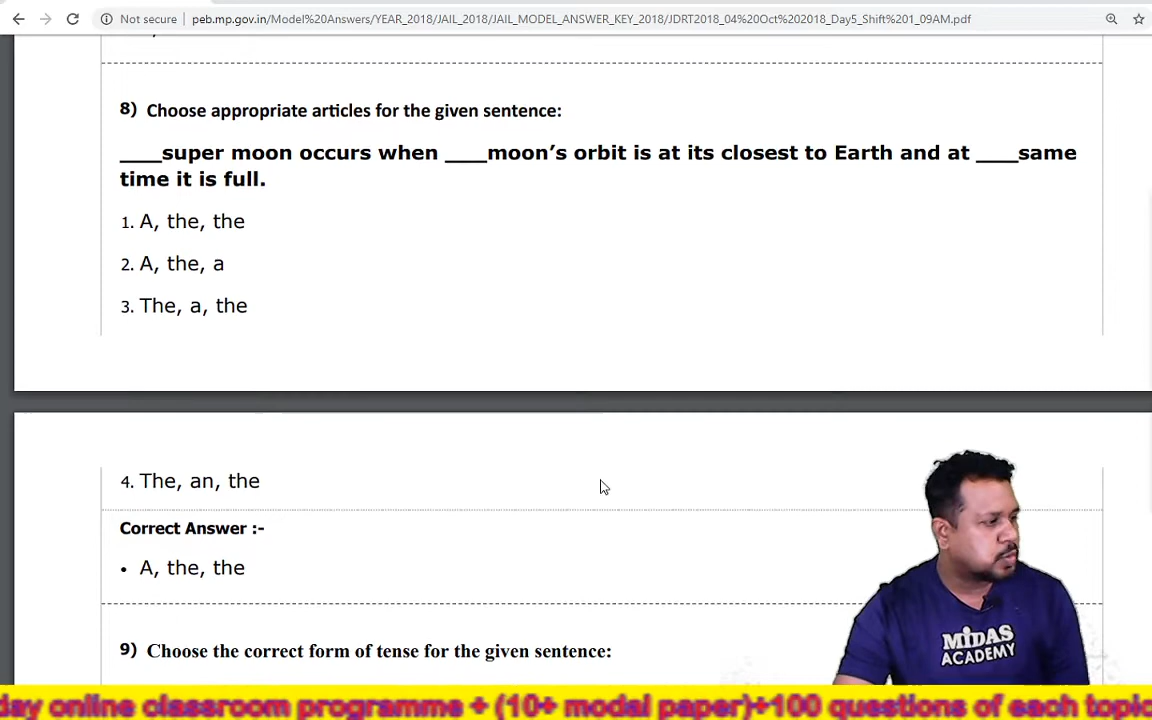 Not secure peb.mp.gov.in/Model%20Answers/YEAR_2018/JAIL_2018/JAIL_MODEL_ANSWER_KEY_2018/JDRT2018_04%20Oct%202018_Day5_Shift%201_09AM.pdf
8) Choose appropriate articles for the given sentence:
____super moon occurs when ____moon’s orbit is at its closest to Earth and at ____same
time it is full.
1. A, the, the
2. A, the, a
3. The, a, the
4. The, an, the
Correct Answer :-
• A, the, the
9) Choose the correct form of tense for the given sentence:
MIDAS
ACADEMY
day online classroom programme + (10+ modal paper)+100 questions of each topic